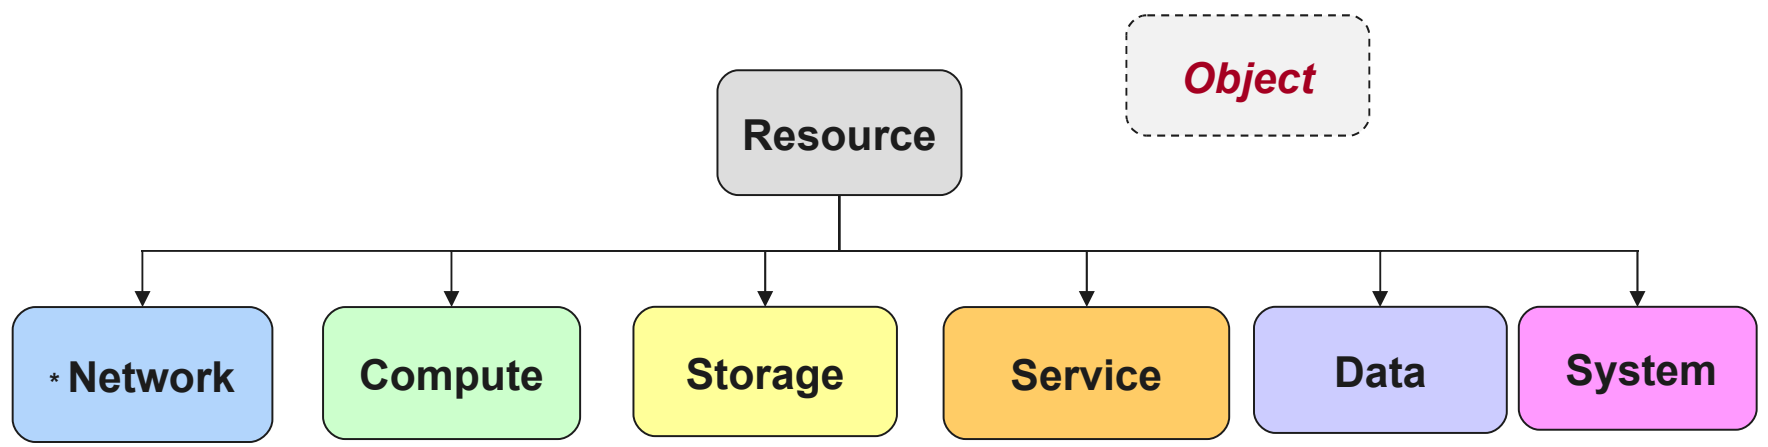 Object
Resource
* Network
Compute
Storage
Service
Data
System